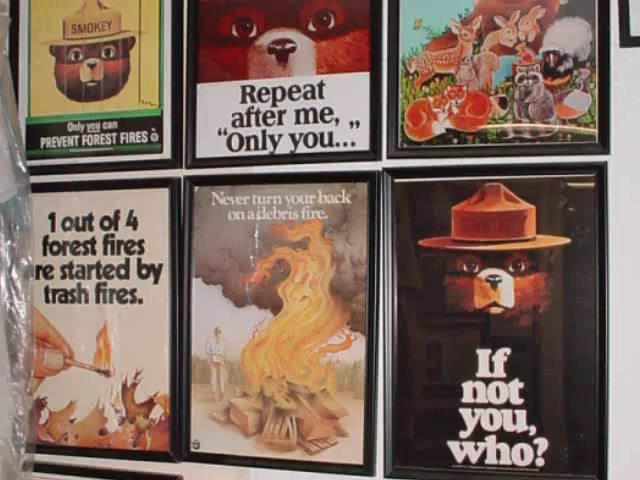 SMOKEY
Only you can
PREVENT FOREST FIRES
Repeat
after me,
“Only you...”
1 out of 4
forest fires
are started by
trash fires.
Never turn your back
on a debris fire.
If
not
you,
who?